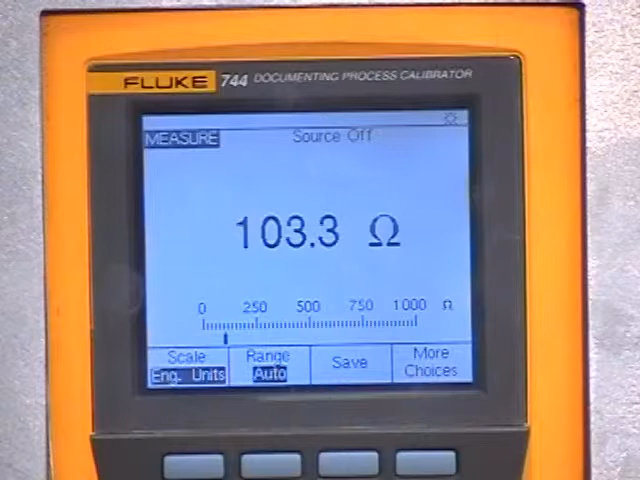 FLUKE 744 DOCUMENTING PROCESS CALIBRATOR
MEASURE Source Off
103.3 Ω
0 250 500 750 1000 Ω
Scale Range Save More
Eng. Units Auto Choices